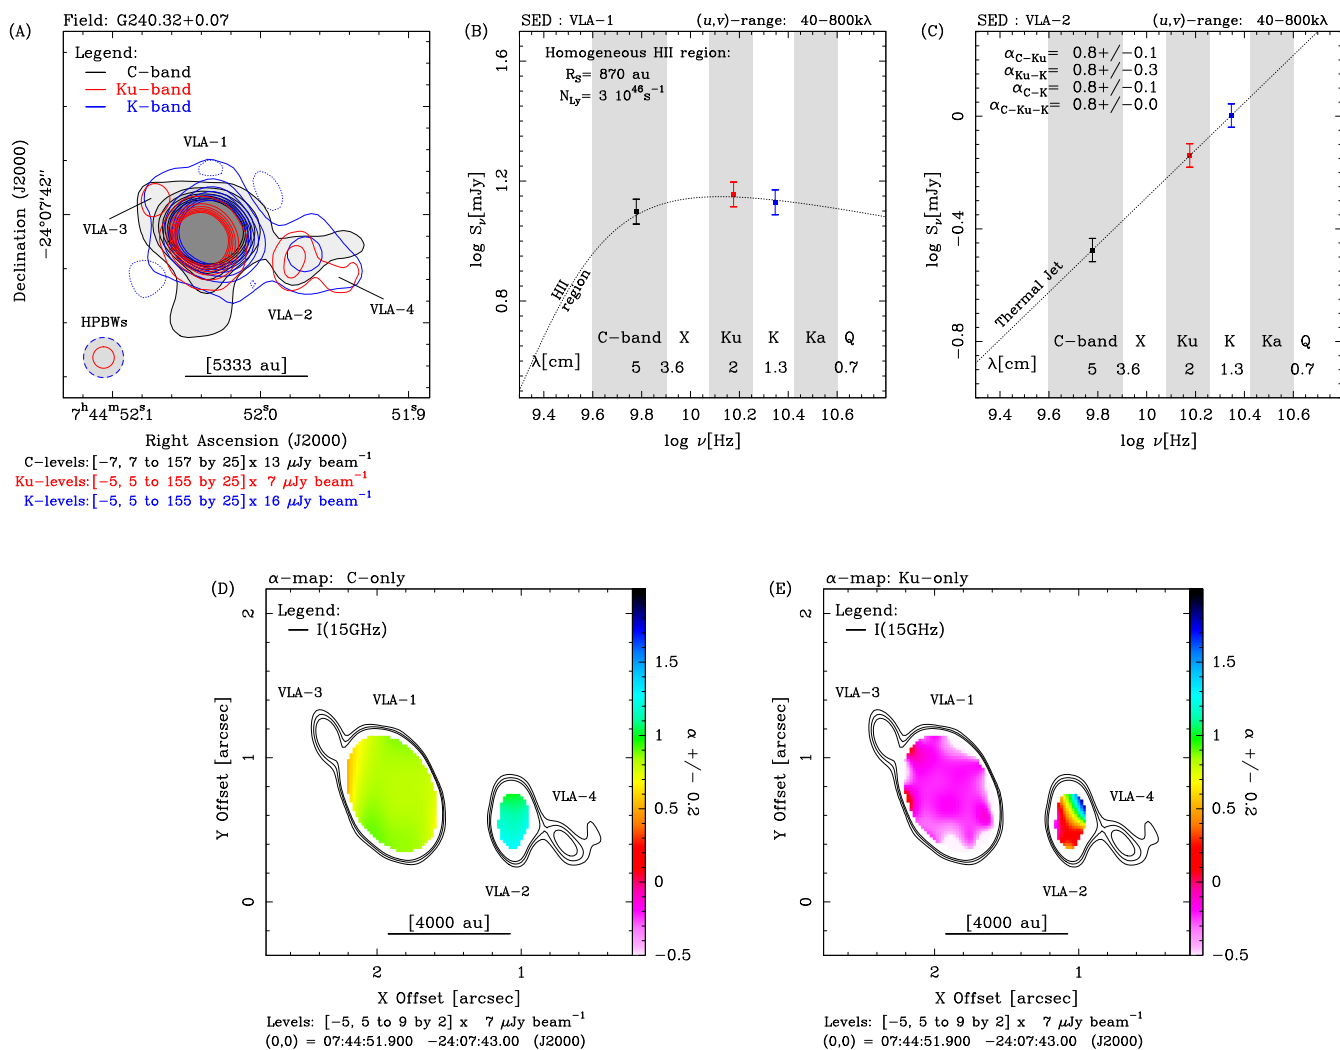 (A)
Field: G240.32+0.07
Legend:
C-band
Ku-band
K-band
VLA-1
VLA-3
VLA-2
VLA-4
HPBWs
[5333 au]
Declination (J2000)
-24°07'42"
7ʰ44ᵐ52ˢ.1
52ˢ.0
51ˢ.9
Right Ascension (J2000)
C-levels:[-7, 7 to 157 by 25] x 13 μJy beam⁻¹
Ku-levels:[-5, 5 to 155 by 25] x 7 μJy beam⁻¹
K-levels:[-5, 5 to 155 by 25] x 16 μJy beam⁻¹
(B)
SED : VLA-1 (u,v)-range: 40-800kλ
Homogeneous HII region:
R_S= 870 au
N_Ly= 3 10⁴⁶s⁻¹
HII
region
C-band X Ku K Ka Q
λ[cm] 5 3.6 2 1.3 0.7
log S_ν[mJy]
1.6
1.2
0.8
9.4 9.6 9.8 10 10.2 10.4 10.6
log ν[Hz]
(C)
SED : VLA-2 (u,v)-range: 40-800kλ
α_C-Ku= 0.8+/-0.1
α_Ku-K= 0.8+/-0.3
α_C-K= 0.8+/-0.1
α_C-Ku-K= 0.8+/-0.0
Thermal Jet
C-band X Ku K Ka Q
λ[cm] 5 3.6 2 1.3 0.7
log S_ν[mJy]
0
-0.4
-0.8
9.4 9.6 9.8 10 10.2 10.4 10.6
log ν[Hz]
(D)
α-map: C-only
Legend:
I(15GHz)
VLA-3
VLA-1
VLA-4
VLA-2
[4000 au]
Y Offset [arcsec]
2
1
0
2 1
X Offset [arcsec]
1.5
1
0.5
0
-0.5
α +/- 0.2
Levels: [-5, 5 to 9 by 2] x 7 μJy beam⁻¹
(0,0) = 07:44:51.900 -24:07:43.00 (J2000)
(E)
α-map: Ku-only
Legend:
I(15GHz)
VLA-3
VLA-1
VLA-4
VLA-2
[4000 au]
Y Offset [arcsec]
2
1
0
2 1
X Offset [arcsec]
1.5
1
0.5
0
-0.5
α +/- 0.2
Levels: [-5, 5 to 9 by 2] x 7 μJy beam⁻¹
(0,0) = 07:44:51.900 -24:07:43.00 (J2000)